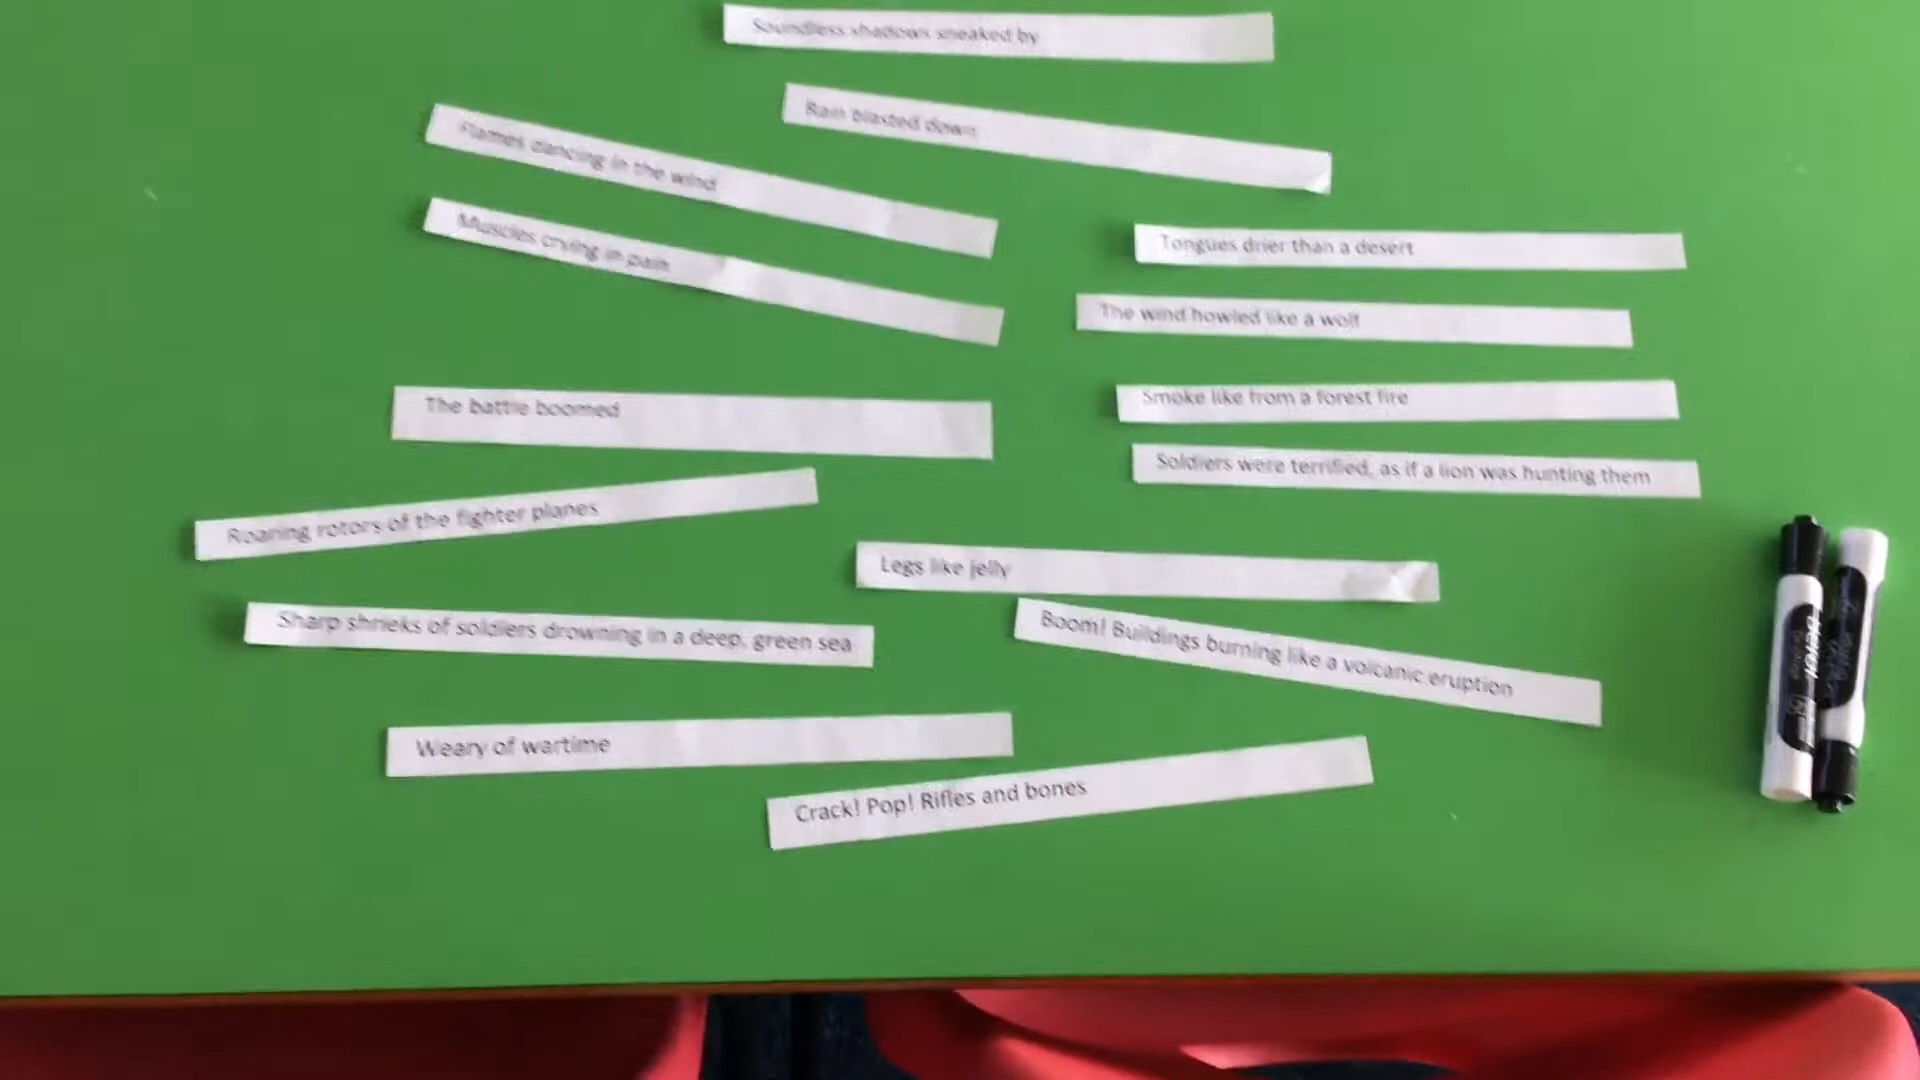 Soundless shadows sneaked by
Rain blasted down
Flames dancing in the wind
Muscles crying in pain
Tongues drier than a desert
The wind howled like a wolf
The battle boomed
Smoke like from a forest fire
Soldiers were terrified, as if a lion was hunting them
Roaring rotors of the fighter planes
Legs like jelly
Sharp shrieks of soldiers drowning in a deep, green sea
Boom! Buildings burning like a volcanic eruption
Weary of wartime
Crack! Pop! Rifles and bones
berol